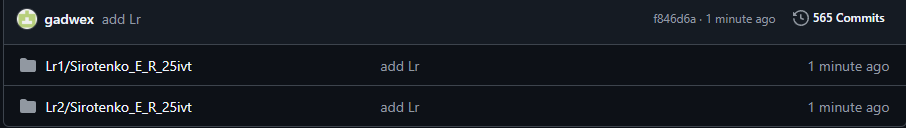 gadwex add Lr f846d6a · 1 minute ago 565 Commits
Lr1/Sirotenko_E_R_25ivt add Lr 1 minute ago
Lr2/Sirotenko_E_R_25ivt add Lr 1 minute ago